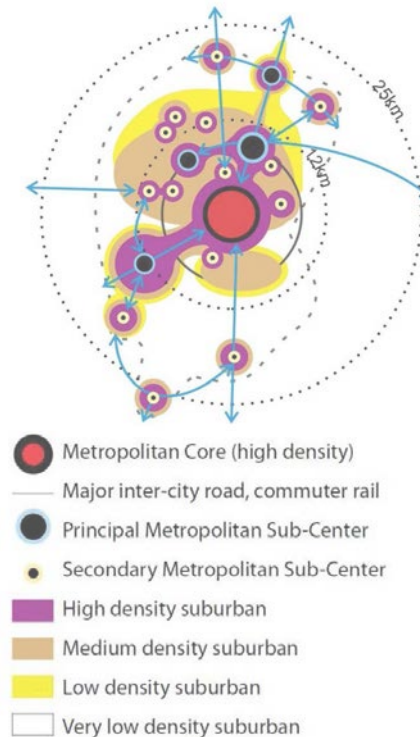 25km
12km
Metropolitan Core (high density)
Major inter-city road, commuter rail
Principal Metropolitan Sub-Center
Secondary Metropolitan Sub-Center
High density suburban
Medium density suburban
Low density suburban
Very low density suburban